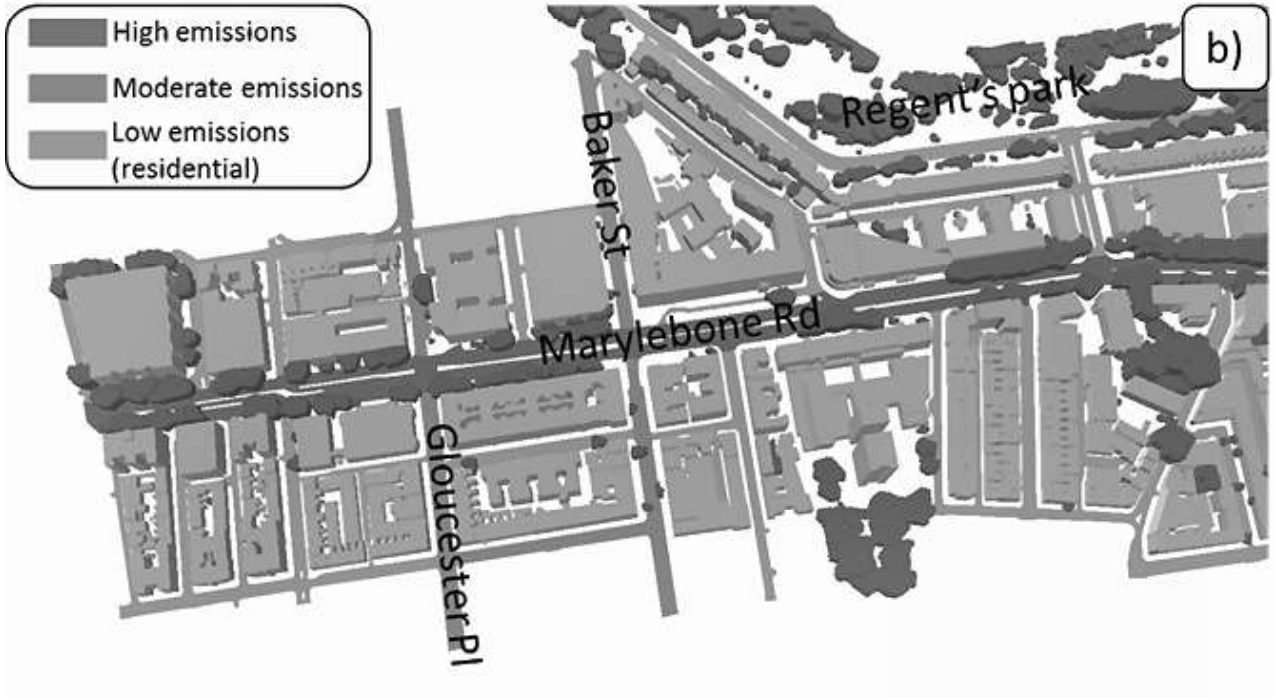 High emissions
Moderate emissions
Low emissions
(residential)
b)
Regent's park
Baker St
Marylebone Rd
Gloucester Pl